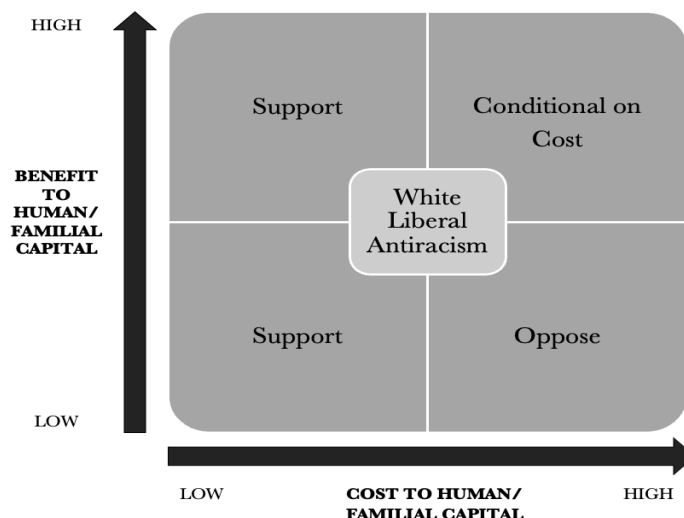 HIGH
Support
Conditional on
Cost
BENEFIT
TO
HUMAN/
FAMILIAL
CAPITAL
White
Liberal
Antiracism
Support
Oppose
LOW
LOW
COST TO HUMAN/
FAMILIAL CAPITAL
HIGH